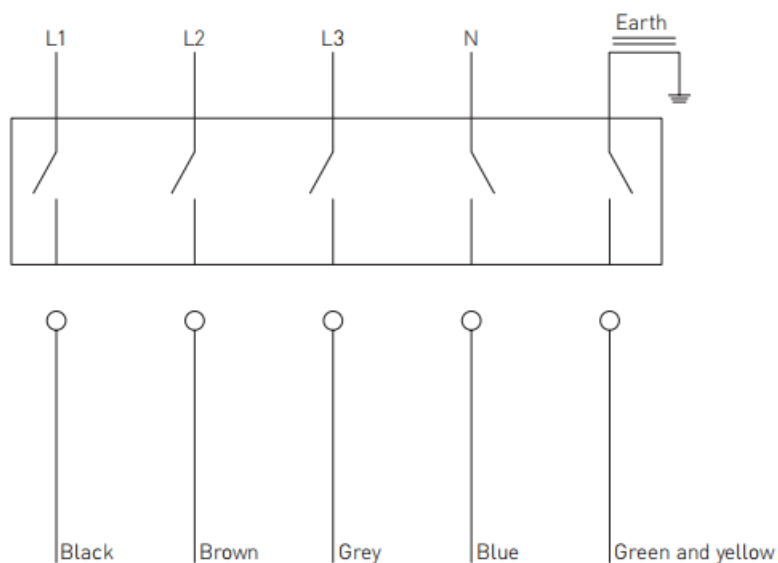 L1
L2
L3
N
Earth
Black
Brown
Grey
Blue
Green and yellow